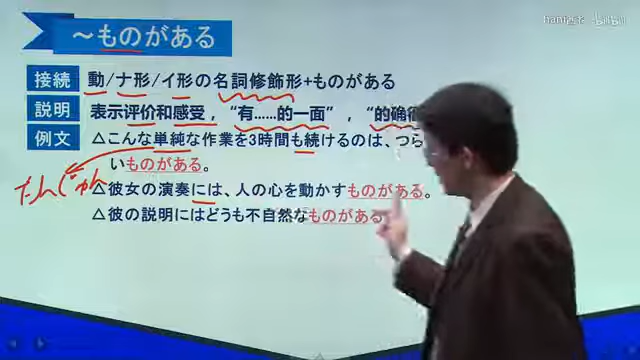 ～ものがある
接続 動/ナ形/イ形の名詞修飾形+ものがある
説明 表示评价和感受，“有……的一面”，“的确很
例文 △こんな単純な作業を3時間も続けるのは、つら
いものがある。
たんじゅん
△彼女の演奏には、人の心を動かすものがある。
△彼の説明にはどうも不自然なものがある
bilibili